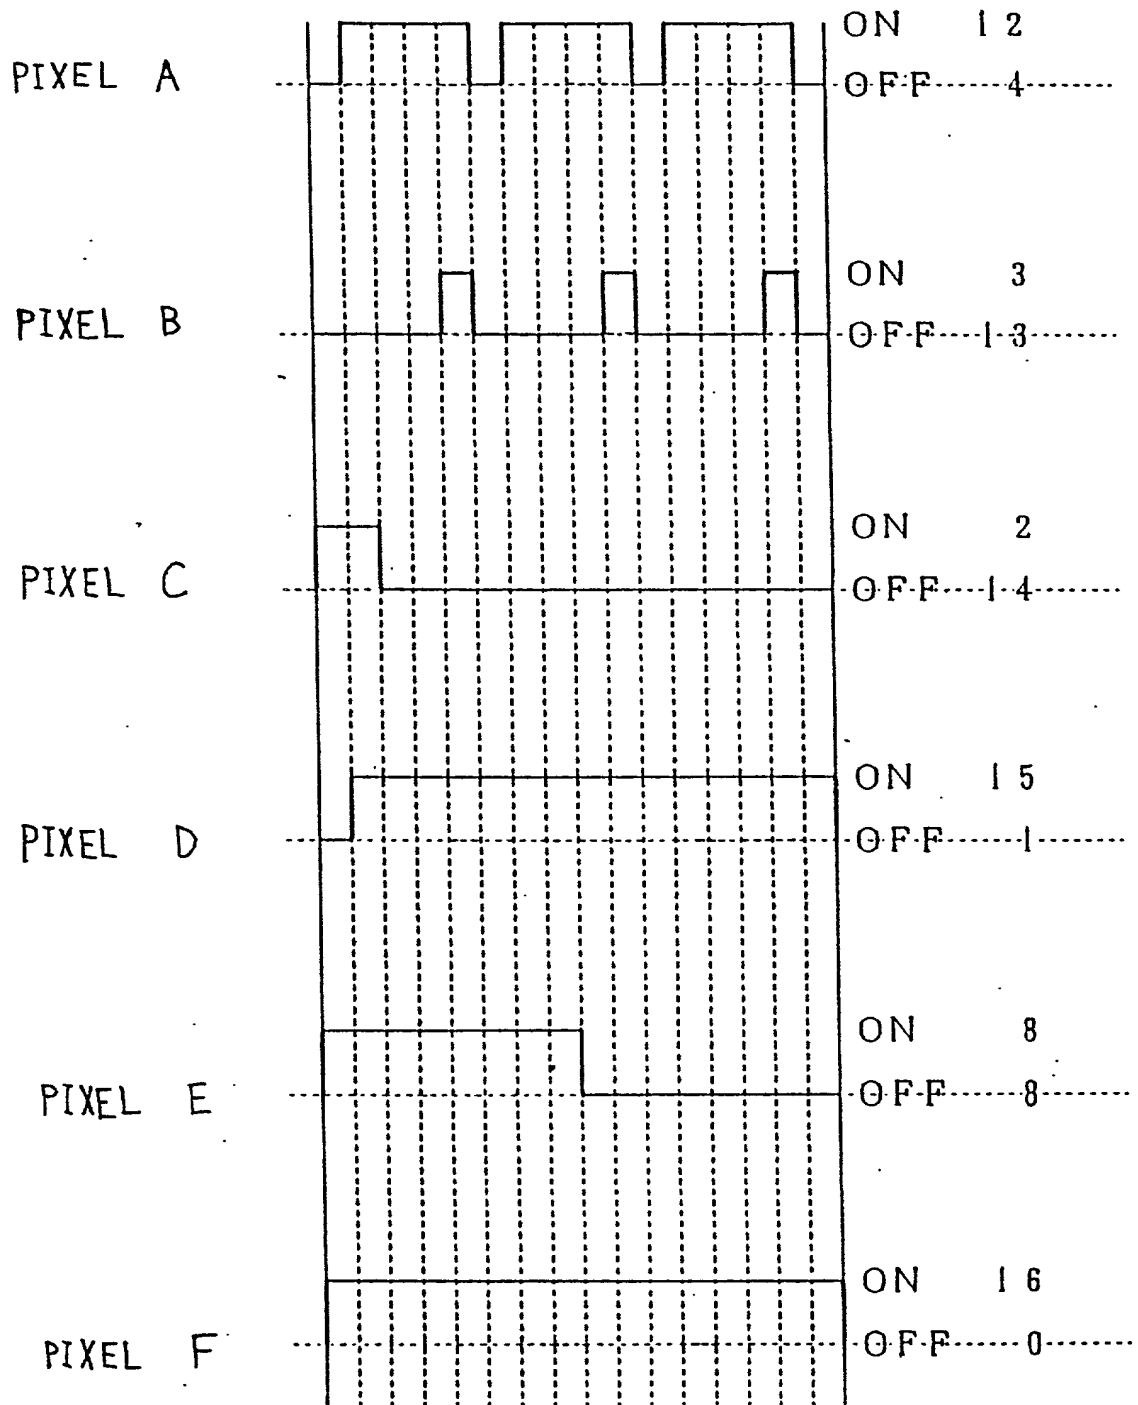 ON 12
PIXEL A
OFF 4
ON 3
PIXEL B
OFF 13
ON 2
PIXEL C
OFF 14
ON 15
PIXEL D
OFF 1
ON 8
PIXEL E
OFF 8
ON 16
PIXEL F
OFF 0